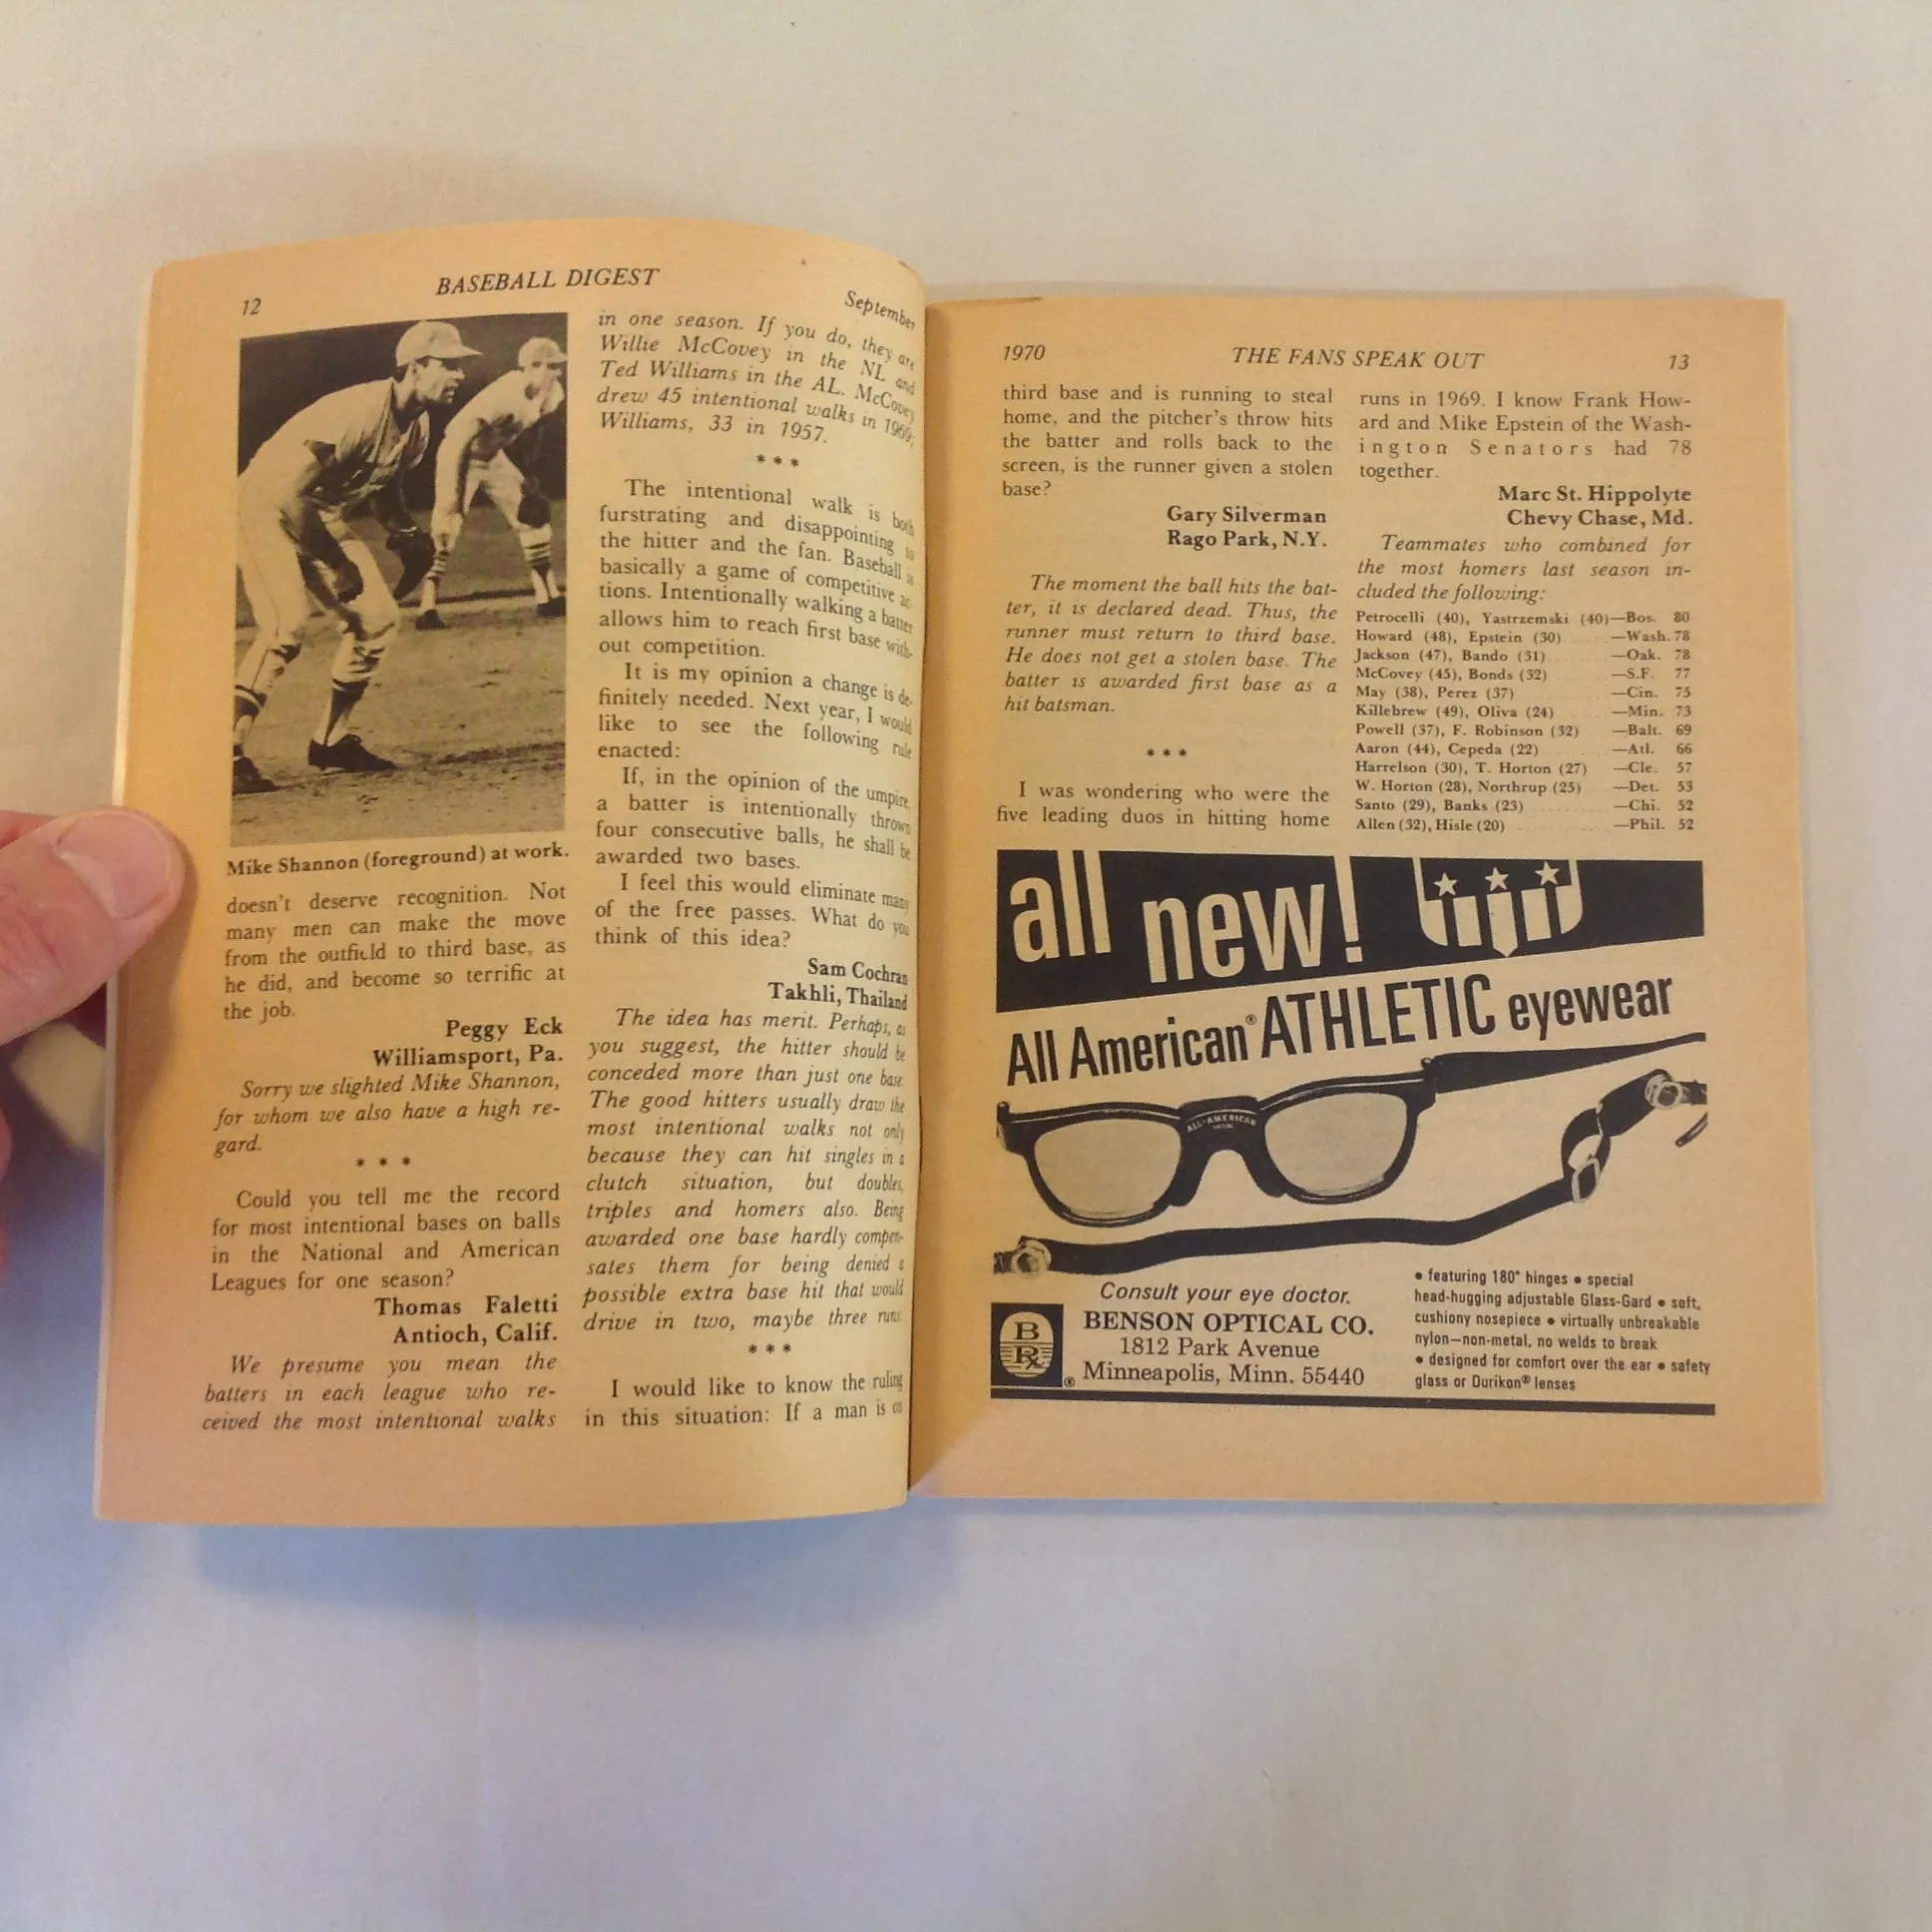 12
BASEBALL DIGEST
September
Mike Shannon (foreground) at work.
doesn't deserve recognition. Not
many men can make the move
from the outfield to third base, as
he did, and become so terrific at
the job.
Peggy Eck
Williamsport, Pa.
Sorry we slighted Mike Shannon,
for whom we also have a high re-
gard.
* * *
Could you tell me the record
for most intentional bases on balls
in the National and American
Leagues for one season?
Thomas Faletti
Antioch, Calif.
We presume you mean the
batters in each league who re-
ceived the most intentional walks
in one season. If you do, they are
Willie McCovey in the NL and
Ted Williams in the AL. McCovey
drew 45 intentional walks in 1969;
Williams, 33 in 1957.
* * *
The intentional walk is both
furstrating and disappointing to
the hitter and the fan. Baseball is
basically a game of competitive ac-
tions. Intentionally walking a batter
allows him to reach first base with-
out competition.
It is my opinion a change is de-
finitely needed. Next year, I would
like to see the following rule
enacted:
If, in the opinion of the umpire,
a batter is intentionally thrown
four consecutive balls, he shall be
awarded two bases.
I feel this would eliminate many
of the free passes. What do you
think of this idea?
Sam Cochran
Takhli, Thailand
The idea has merit. Perhaps, as
you suggest, the hitter should be
conceded more than just one base.
The good hitters usually draw the
most intentional walks not only
because they can hit singles in a
clutch situation, but doubles,
triples and homers also. Being
awarded one base hardly compen-
sates them for being denied a
possible extra base hit that would
drive in two, maybe three runs.
* * *
I would like to know the ruling
in this situation: If a man is on
1970
THE FANS SPEAK OUT
13
third base and is running to steal
home, and the pitcher's throw hits
the batter and rolls back to the
screen, is the runner given a stolen
base?
Gary Silverman
Rago Park, N.Y.
The moment the ball hits the bat-
ter, it is declared dead. Thus, the
runner must return to third base.
He does not get a stolen base. The
batter is awarded first base as a
hit batsman.
* * *
I was wondering who were the
five leading duos in hitting home
runs in 1969. I know Frank How-
ard and Mike Epstein of the Wash-
ington Senators had 78
together.
Marc St. Hippolyte
Chevy Chase, Md.
Teammates who combined for
the most homers last season in-
cluded the following:
Petrocelli (40), Yastrzemski (40)—Bos. 80
Howard (48), Epstein (30) —Wash. 78
Jackson (47), Bando (31) —Oak. 78
McCovey (45), Bonds (32) —S.F. 77
May (38), Perez (37) —Cin. 75
Killebrew (49), Oliva (24) —Min. 73
Powell (37), F. Robinson (32) —Balt. 69
Aaron (44), Cepeda (22) —Atl. 66
Harrelson (30), T. Horton (27) —Cle. 57
W. Horton (28), Northrup (25) —Det. 53
Santo (29), Banks (23) —Chi. 52
Allen (32), Hisle (20) —Phil. 52
all new!
All American® ATHLETIC eyewear
ALL-AMERICAN
Consult your eye doctor.
BENSON OPTICAL CO.
1812 Park Avenue
Minneapolis, Minn. 55440
B
Rx
®
• featuring 180° hinges • special
head-hugging adjustable Glass-Gard • soft,
cushiony nosepiece • virtually unbreakable
nylon—non-metal, no welds to break
• designed for comfort over the ear • safety
glass or Durikon® lenses